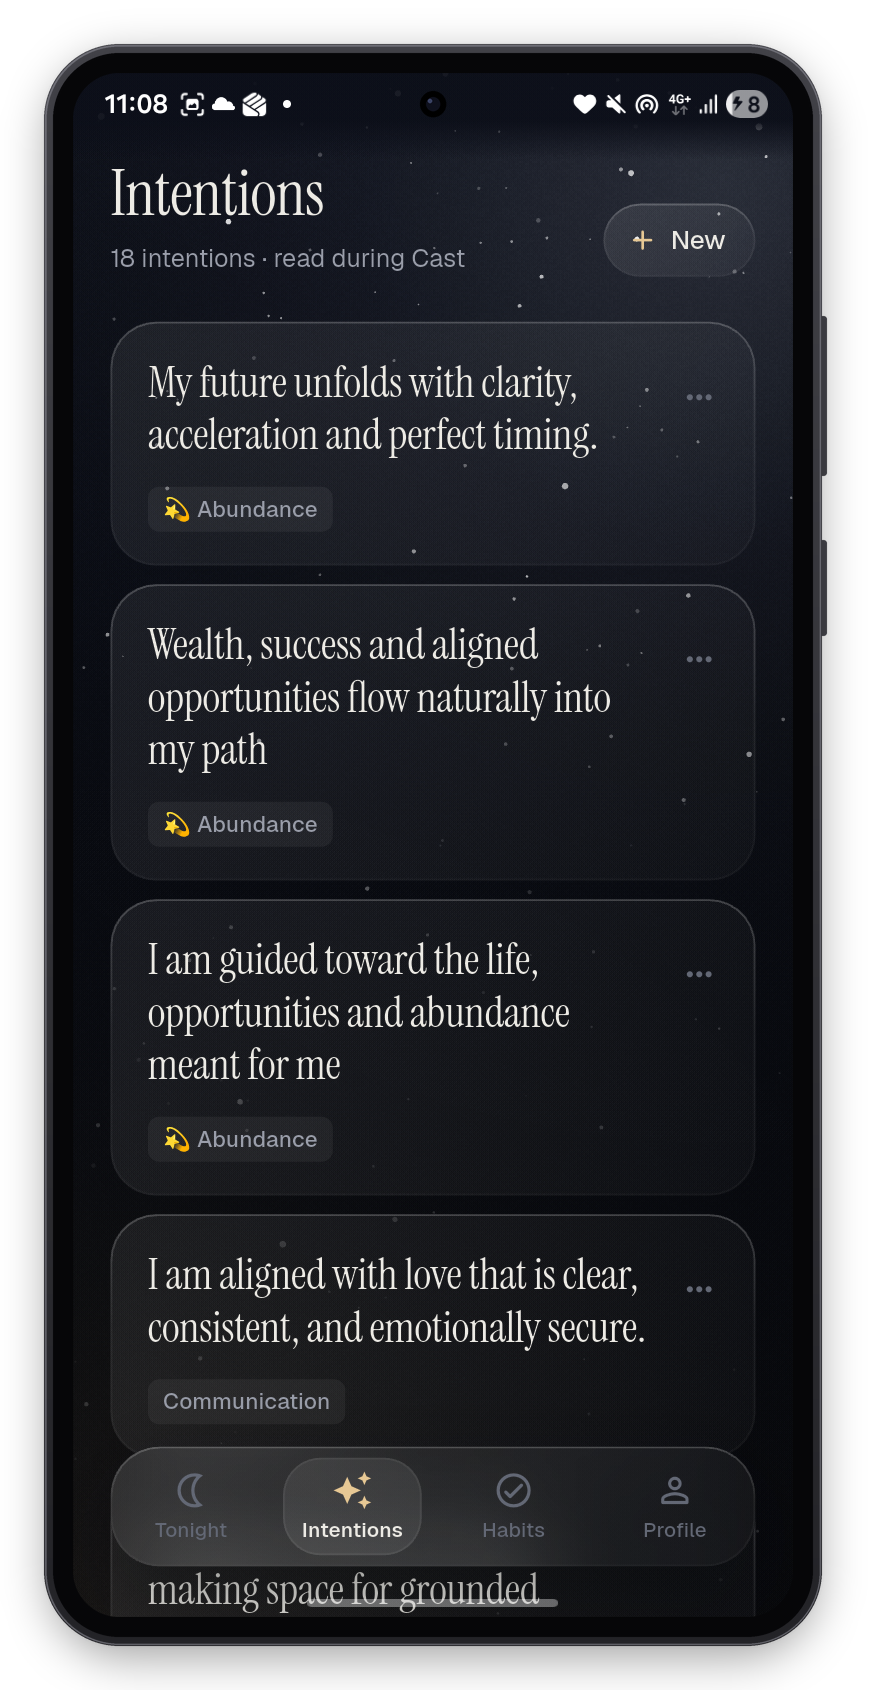 11:08
4G+
8
Intentions
18 intentions · read during Cast
+ New
My future unfolds with clarity,
acceleration and perfect timing.
💫 Abundance
Wealth, success and aligned
opportunities flow naturally into
my path
💫 Abundance
I am guided toward the life,
opportunities and abundance
meant for me
💫 Abundance
I am aligned with love that is clear,
consistent, and emotionally secure.
Communication
Tonight
Intentions
Habits
Profile
making space for grounded